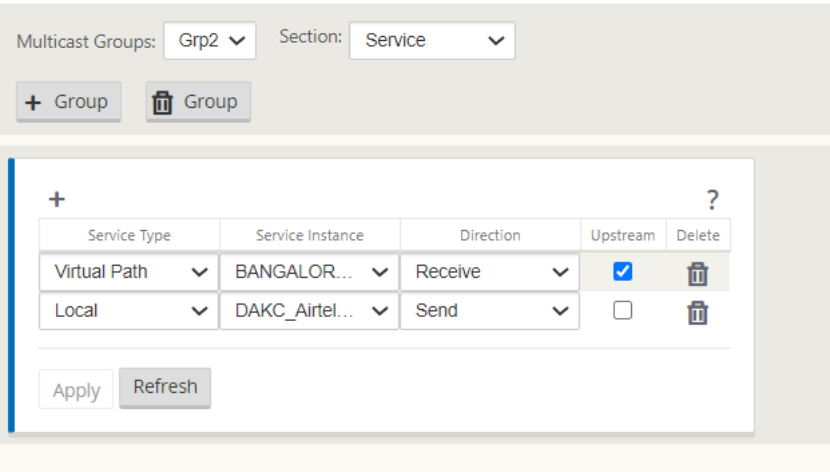 Multicast Groups: Grp2 Section: Service
+ Group Group
+ ?
Service Type Service Instance Direction Upstream Delete
Virtual Path BANGALOR... Receive
Local DAKC_Airtel... Send
Apply Refresh